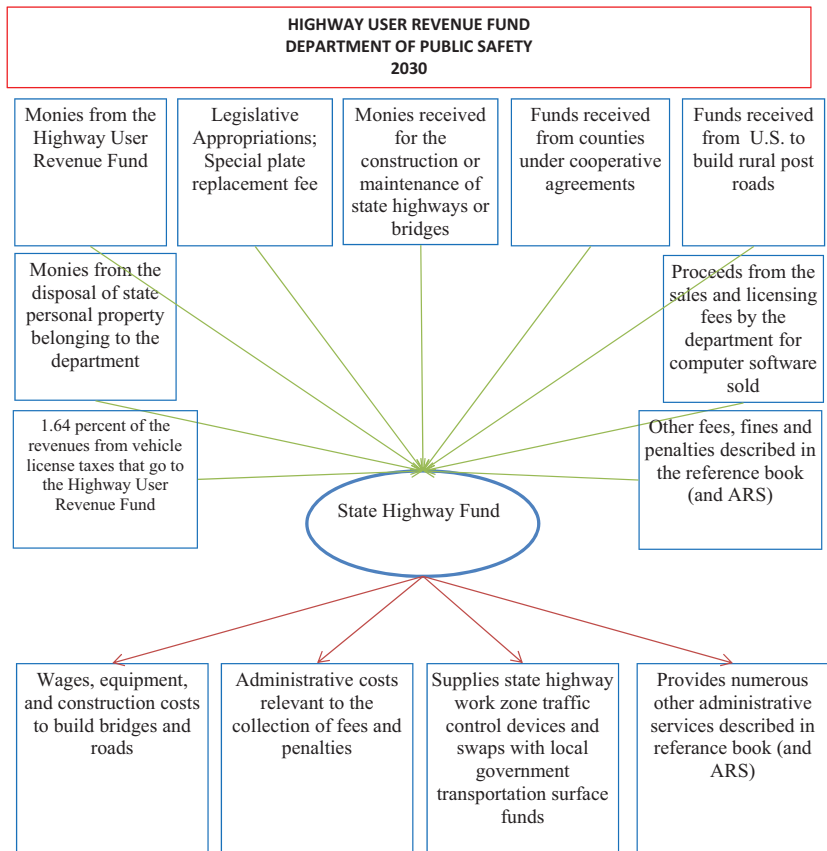 HIGHWAY USER REVENUE FUND
DEPARTMENT OF PUBLIC SAFETY
2030
Monies from the
Highway User
Revenue Fund
Legislative
Appropriations;
Special plate
replacement fee
Monies received
for the
construction or
maintenance of
state highways or
bridges
Funds received
from counties
under cooperative
agreements
Funds received
from U.S. to
build rural post
roads
Monies from the
disposal of state
personal property
belonging to the
department
Proceeds from the
sales and licensing
fees by the
department for
computer software
sold
1.64 percent of the
revenues from vehicle
license taxes that go to
the Highway User
Revenue Fund
Other fees, fines and
penalties described in
the reference book
(and ARS)
State Highway Fund
Wages, equipment,
and construction costs
to build bridges and
roads
Administrative costs
relevant to the
collection of fees and
penalties
Supplies state highway
work zone traffic
control devices and
swaps with local
government
transportation surface
funds
Provides numerous
other administrative
services described in
referance book (and
ARS)